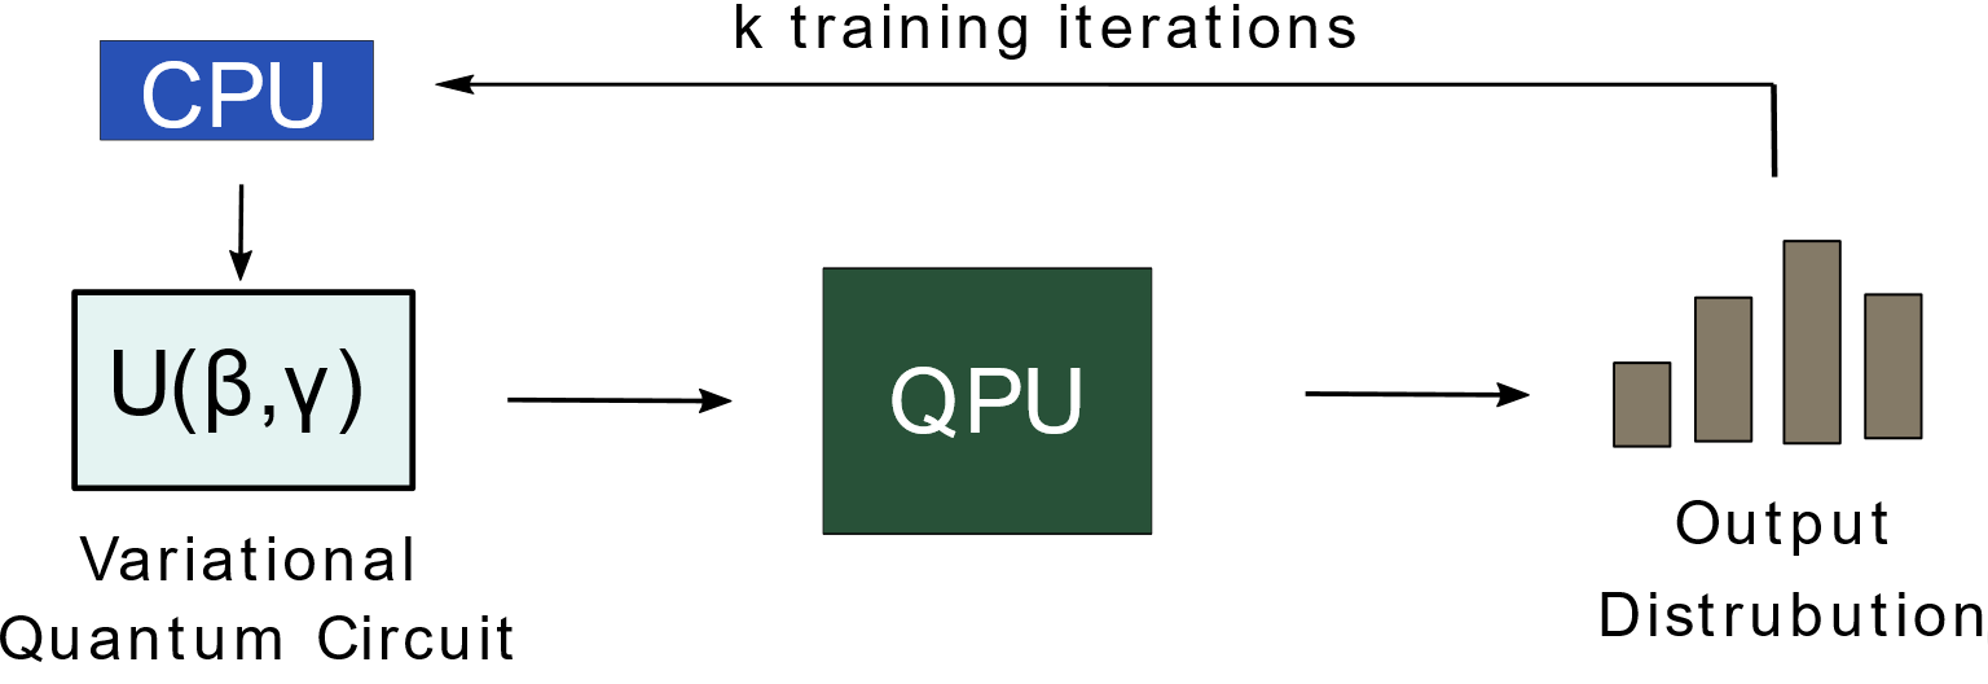 k training iterations
CPU
U(β,γ)
QPU
Variational
Quantum Circuit
Output
Distrubution